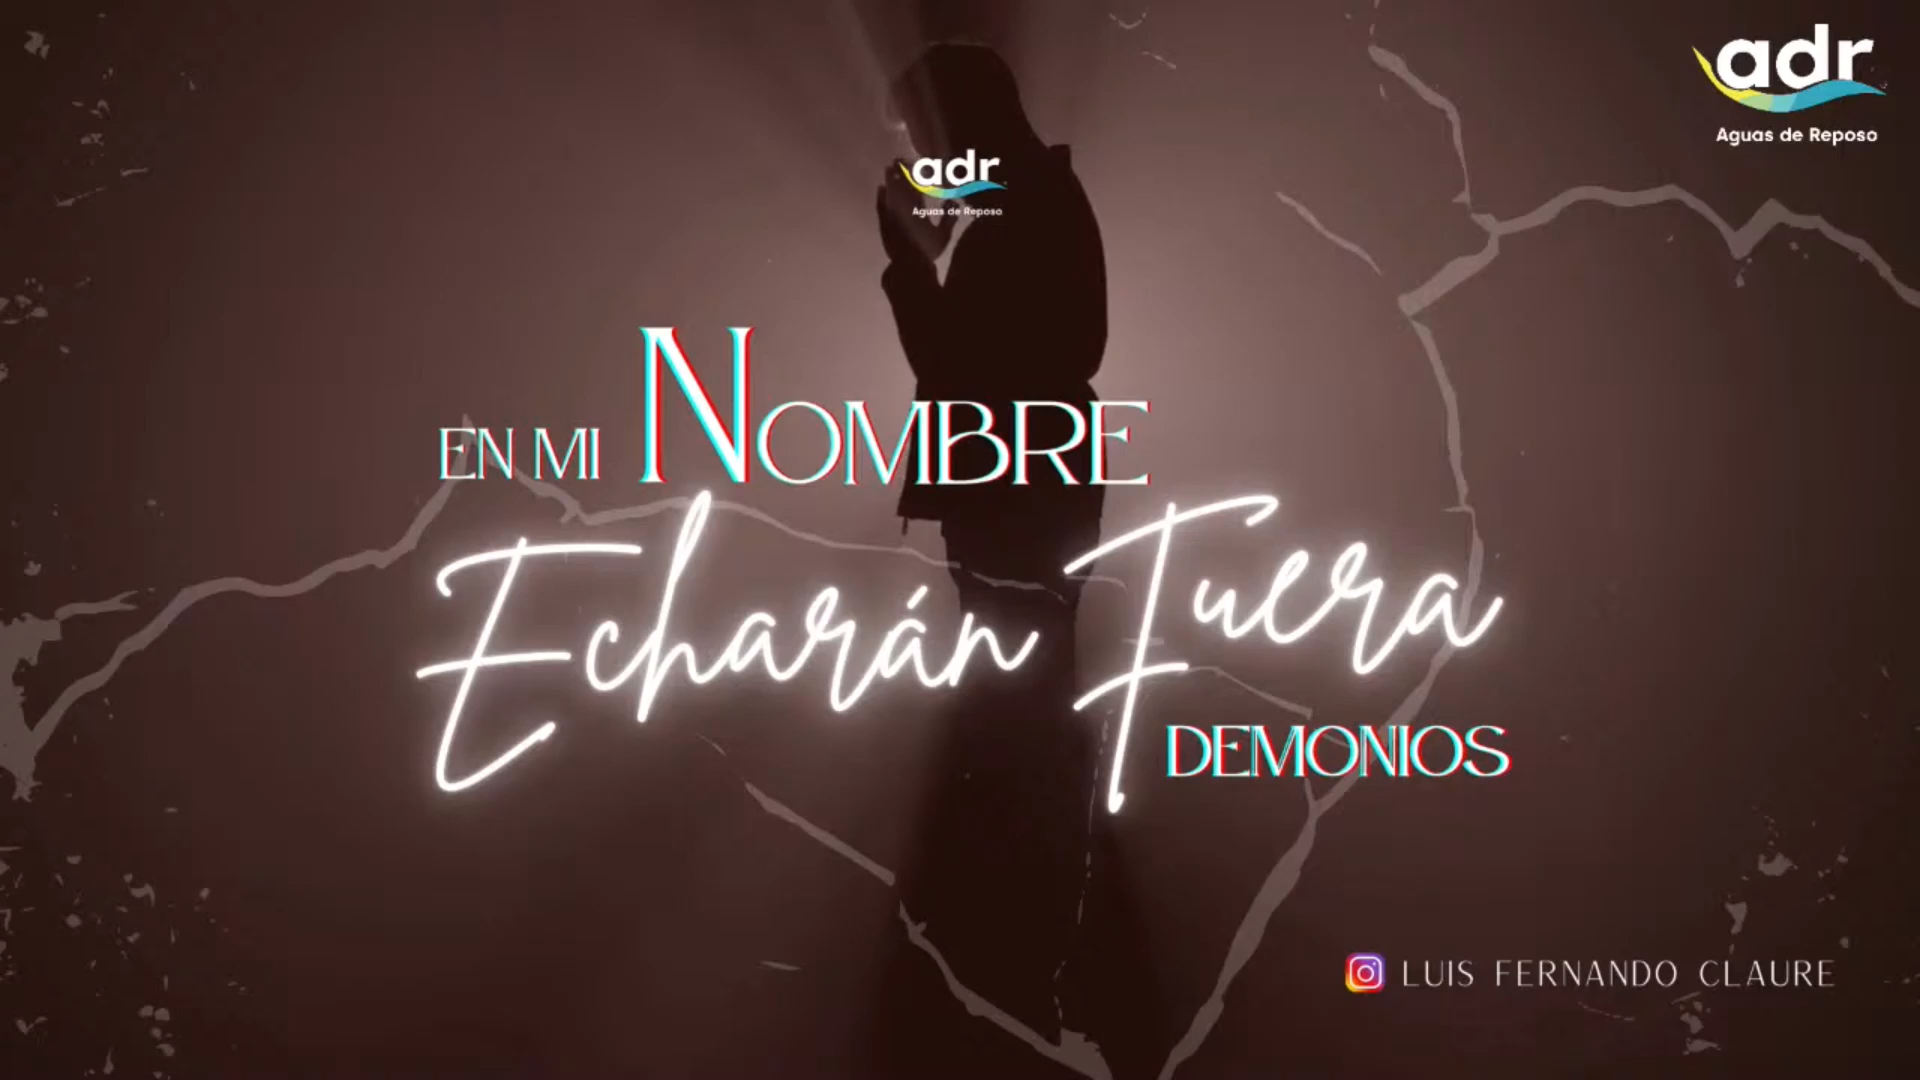 adr
Aguas de Reposo
adr
Aguas de Reposo
EN MI NOMBRE
Echarán Fuera
DEMONIOS
LUIS FERNANDO CLAURE